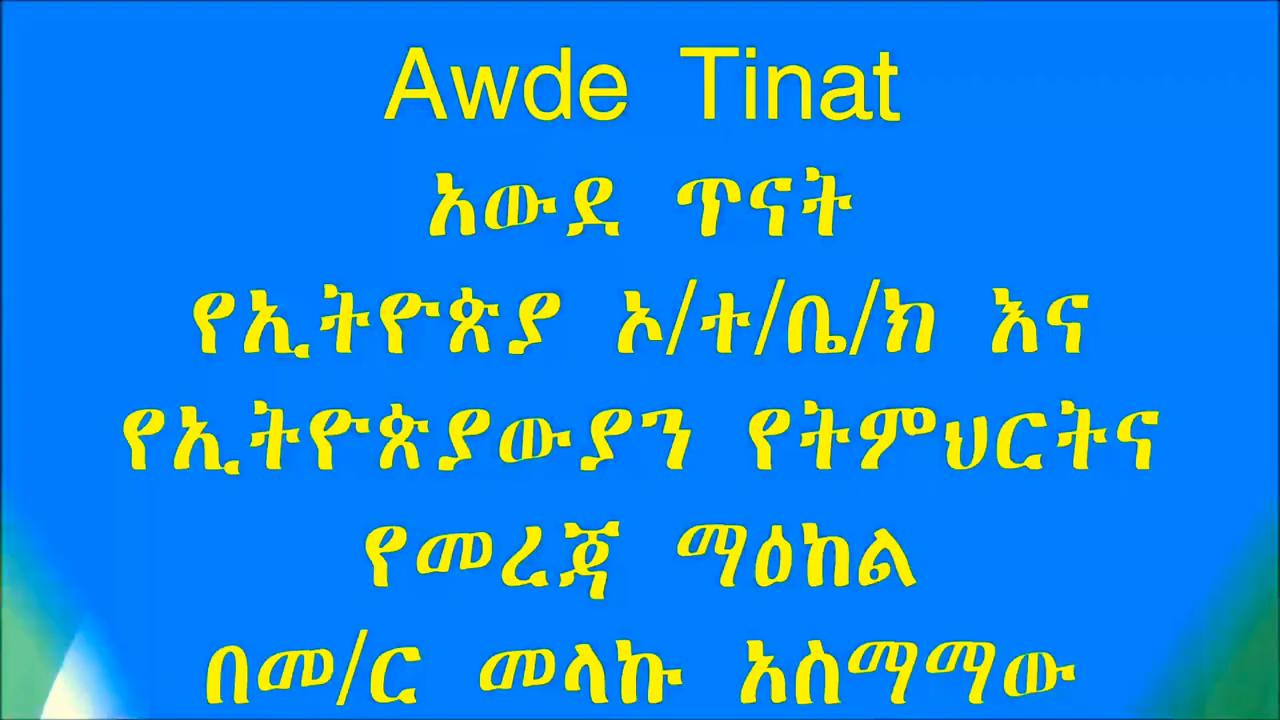 Awde Tinat
አውደ ጥናት
የኢትዮጵያ ኦ/ተ/ቤ/ክ እና
የኢትዮጵያውያን የትምህርትና
የመረጃ ማዕከል
በመ/ር መላኩ አስማማው